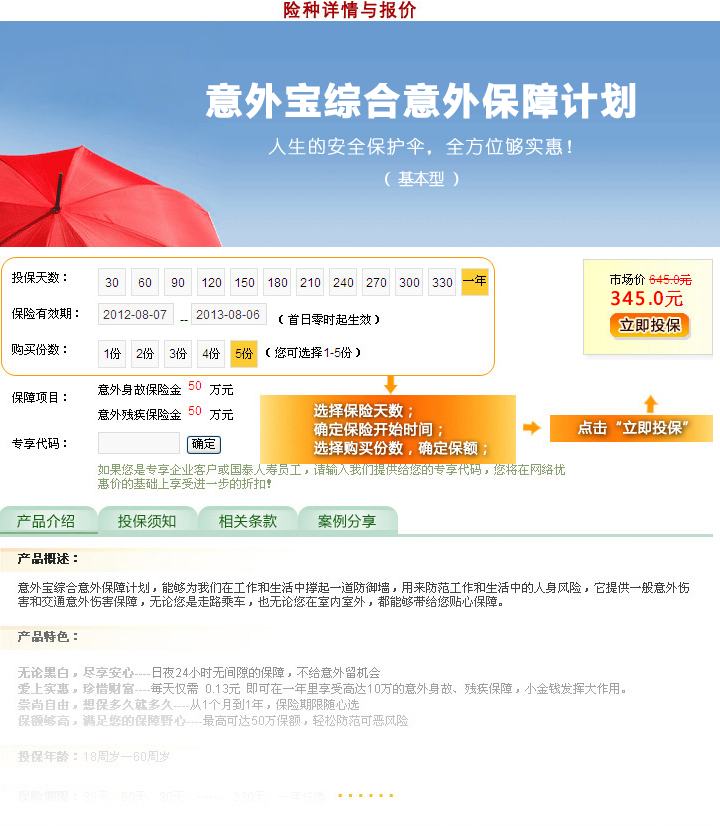 险种详情与报价
意外宝综合意外保障计划
人生的安全保护伞，全方位够实惠！
（ 基本型 ）
投保天数： 30 60 90 120 150 180 210 240 270 300 330 一年
市场价 645.0元
345.0元
立即投保
保险有效期： 2012-08-07 -- 2013-08-06 （ 首日零时起生效 ）
购买份数： 1份 2份 3份 4份 5份 （ 您可选择1-5份 ）
保障项目： 意外身故保险金 50 万元
意外残疾保险金 50 万元
选择保险天数；
确定保险开始时间；
选择购买份数，确定保额；
点击“立即投保”
专享代码： 确定
如果您是专享企业客户或国泰人寿员工，请输入我们提供给您的专享代码，您将在网络优
惠价的基础上享受进一步的折扣！
产品介绍 投保须知 相关条款 案例分享
产品概述：
意外宝综合意外保障计划，能够为我们在工作和生活中撑起一道防御墙，用来防范工作和生活中的人身风险，它提供一般意外伤
害和交通意外伤害保障，无论您是走路乘车，也无论您在室内室外，都能够带给您贴心保障。
产品特色：
无论黑白，尽享安心----日夜24小时无间隙的保障，不给意外留机会
爱上实惠，珍惜财富----每天仅需 0.13元 即可在一年里享受高达10万的意外身故、残疾保障，小金钱发挥大作用。
崇尚自由，想保多久就多久----从1个月到1年，保险期限随心选
保额够高，满足您的保障野心----最高可达50万保额，轻松防范可恶风险
投保年龄：18周岁—60周岁
保险期限：